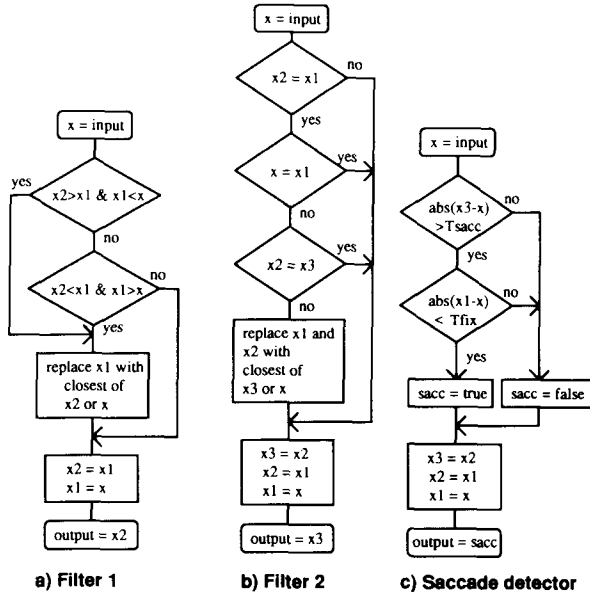 x = input
yes
x2>x1 & x1<x
no
x2<x1 & x1>x
no
yes
replace x1 with
closest of
x2 or x
x2 = x1
x1 = x
output = x2
a) Filter 1
x = input
no
x2 = x1
yes
x = x1
yes
no
x2 = x3
yes
no
replace x1 and
x2 with
closest of
x3 or x
x3 = x2
x2 = x1
x1 = x
output = x3
b) Filter 2
x = input
abs(x3-x)
>Tsacc
no
yes
abs(x1-x)
< Tfix
no
yes
sacc = true
sacc = false
x3 = x2
x2 = x1
x1 = x
output = sacc
c) Saccade detector